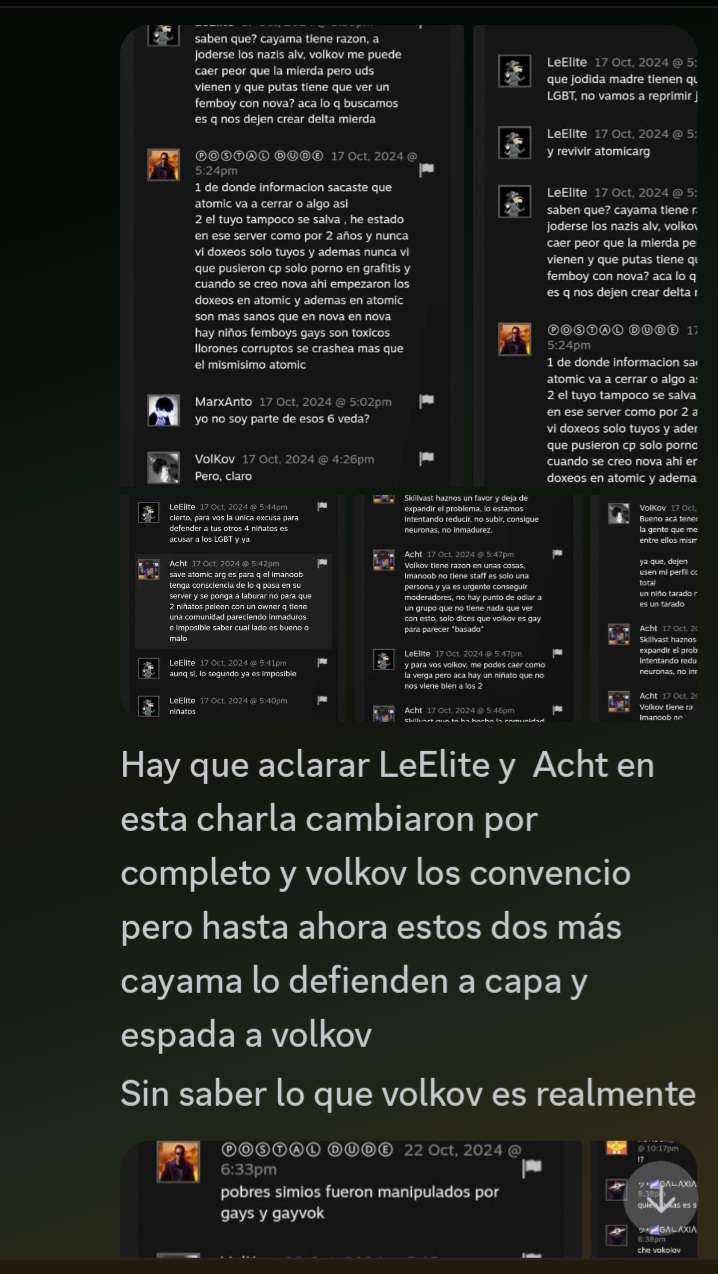 saben que? cayama tiene razon, a
joderse los nazis alv, volkov me puede
caer peor que la mierda pero uds
vienen y que putas tiene que ver un
femboy con nova? aca lo q buscamos
es q nos dejen crear delta mierda
ⓅⓄⓈⓉⒶⓁ ⒹⓊⒹⒺ 17 Oct, 2024 @
5:24pm
1 de donde informacion sacaste que
atomic va a cerrar o algo asi
2 el tuyo tampoco se salva , he estado
en ese server como por 2 años y nunca
vi doxeos solo tuyos y ademas nunca vi
que pusieron cp solo porno en grafitis y
cuando se creo nova ahi empezaron los
doxeos en atomic y ademas en atomic
son mas sanos que en nova en nova
hay niños femboys gays son toxicos
llorones corruptos se crashea mas que
el mismisimo atomic
MarxAnto 17 Oct, 2024 @ 5:02pm
yo no soy parte de esos 6 veda?
VolKov 17 Oct, 2024 @ 4:26pm
Pero, claro
LeElite 17 Oct, 2024 @ 5:
que jodida madre tienen qu
LGBT, no vamos a reprimir j
LeElite 17 Oct, 2024 @ 5:
y revivir atomicarg
LeElite 17 Oct, 2024 @ 5:
saben que? cayama tiene r
joderse los nazis alv, volkov
caer peor que la mierda pe
vienen y que putas tiene qu
femboy con nova? aca lo q
es q nos dejen crear delta
ⓅⓄⓈⓉⒶⓁ ⒹⓊⒹⒺ 17
5:24pm
1 de donde informacion sa
atomic va a cerrar o algo a
2 el tuyo tampoco se salva
en ese server como por 2 a
vi doxeos solo tuyos y ader
que pusieron cp solo porno
cuando se creo nova ahi er
doxeos en atomic y adema
LeElite 17 Oct, 2024 @ 5:44pm
cierto, para vos la unica excusa para
defender a tus otros 4 niñatos es
acusar a los LGBT y ya
Acht 17 Oct, 2024 @ 5:42pm
save atomic arg es para q el imanoob
tenga consciencia de lo q pasa en su
server y se ponga a laburar no para que
2 niñatos peleen con un owner q tiene
una comunidad pareciendo inmaduros
e imposible saber cual lado es bueno o
malo
LeElite 17 Oct, 2024 @ 5:41pm
aunq si, lo segundo ya es imposible
LeElite 17 Oct, 2024 @ 5:40pm
niñatos
Skillvast haznos un favor y deja de
expandir el problema, lo estamos
intentando reducir, no subir, consigue
neuronas, no inmadurez.
Acht 17 Oct, 2024 @ 5:47pm
Volkov tiene razon en unas cosas,
Imanoob no tiene staff es solo una
persona y ya es urgente conseguir
moderadores, no hay punto de odiar a
un grupo que no tiene nada que ver
con esto, solo dices que volkov es gay
para parecer "basado"
LeElite 17 Oct, 2024 @ 5:47pm
y para vos volkov, me podes caer como
la verga pero aca hay un niñato que no
nos viene bien a los 2
Acht 17 Oct, 2024 @ 5:46pm
Skillvast que te ha hecho la comunidad
VolKov 17 Oct,
Bueno acá tene
la gente que me
entre ellos mism
ya que, dejen
usen mi perfil co
total
un niño tarado r
es un tarado
Acht 17 Oct, 20
Skillvast haznos
expandir el prob
intentando redu
neuronas, no in
Acht 17 Oct, 2
Volkov tiene ra
Imanoob no
Hay que aclarar LeElite y Acht en
esta charla cambiaron por
completo y volkov los convencio
pero hasta ahora estos dos más
cayama lo defienden a capa y
espada a volkov
Sin saber lo que volkov es realmente
ⓅⓄⓈⓉⒶⓁ ⒹⓊⒹⒺ 22 Oct, 2024 @
6:33pm
pobres simios fueron manipulados por
gays y gayvok
@ 10:17pm
l?
8:38pm
che vokolov